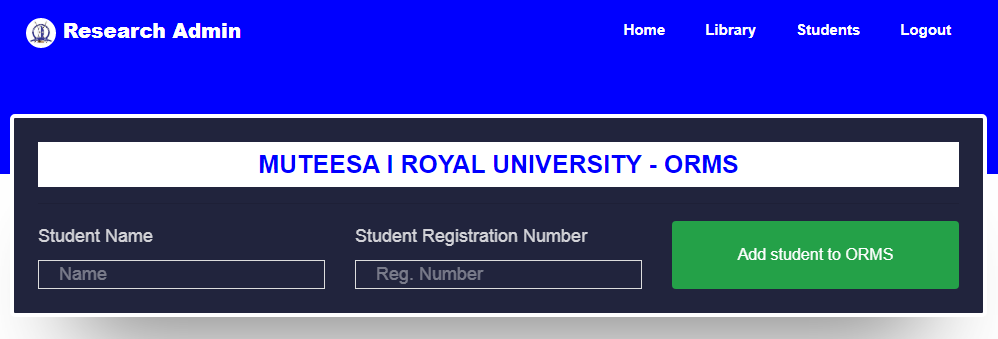 Research Admin
Home Library Students Logout
MUTEESA I ROYAL UNIVERSITY - ORMS
Student Name
Student Registration Number
Add student to ORMS
Name
Reg. Number